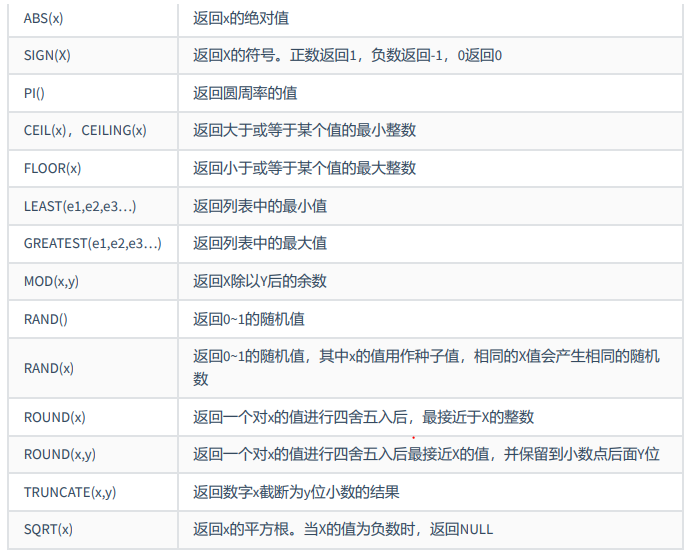 ABS(x) 返回x的绝对值
SIGN(X) 返回X的符号。正数返回1，负数返回-1，0返回0
PI() 返回圆周率的值
CEIL(x)，CEILING(x) 返回大于或等于某个值的最小整数
FLOOR(x) 返回小于或等于某个值的最大整数
LEAST(e1,e2,e3…) 返回列表中的最小值
GREATEST(e1,e2,e3…) 返回列表中的最大值
MOD(x,y) 返回X除以Y后的余数
RAND() 返回0~1的随机值
RAND(x) 返回0~1的随机值，其中x的值用作种子值，相同的X值会产生相同的随机
数
ROUND(x) 返回一个对x的值进行四舍五入后，最接近于X的整数
ROUND(x,y) 返回一个对x的值进行四舍五入后最接近X的值，并保留到小数点后面Y位
TRUNCATE(x,y) 返回数字x截断为y位小数的结果
SQRT(x) 返回x的平方根。当X的值为负数时，返回NULL